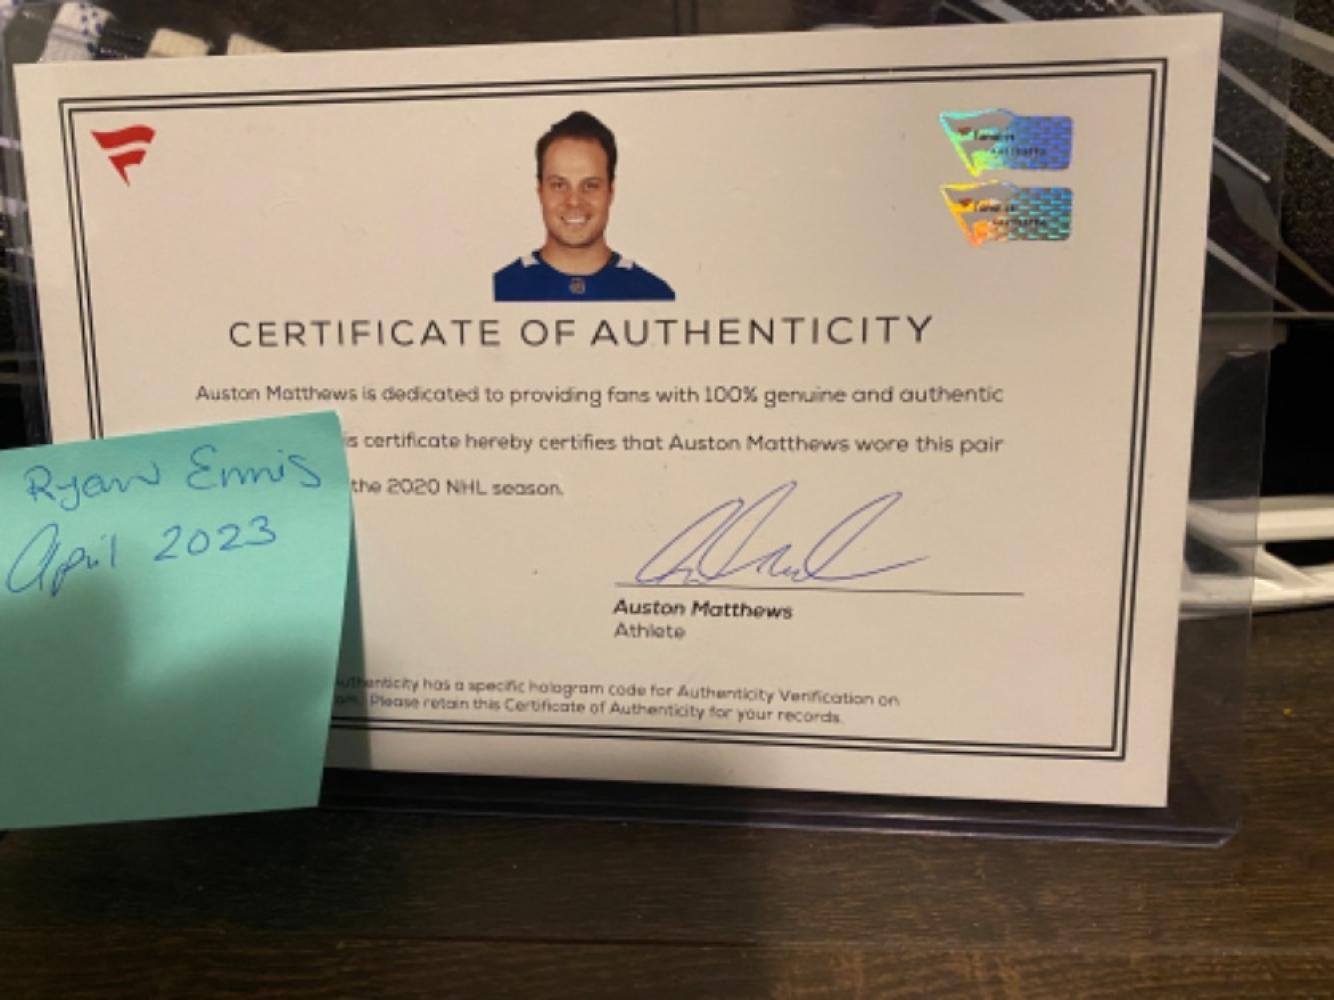 CERTIFICATE OF AUTHENTICITY
Auston Matthews is dedicated to providing fans with 100% genuine and authentic
is certificate hereby certifies that Auston Matthews wore this pair
the 2020 NHL season.
Ryan Ennis
April 2023
Auston Matthews
Athlete
uthenticity has a specific hologram code for Authenticity Verification on
om. Please retain this Certificate of Authenticity for your records.